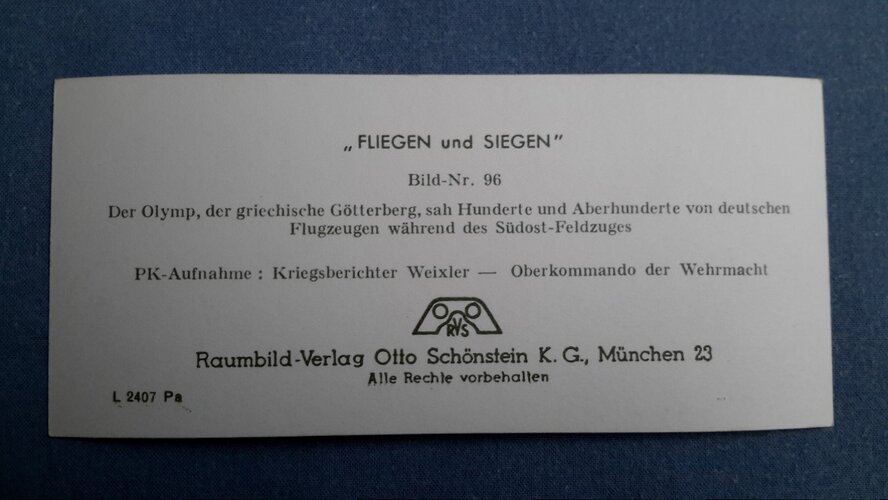 „FLIEGEN und SIEGEN”
Bild-Nr. 96
Der Olymp, der griechische Götterberg, sah Hunderte und Aberhunderte von deutschen
Flugzeugen während des Südost-Feldzuges
PK-Aufnahme : Kriegsberichter Weixler — Oberkommando der Wehrmacht
RVS
Raumbild-Verlag Otto Schönstein K. G., München 23
Alle Rechte vorbehalten
L 2407 Pa